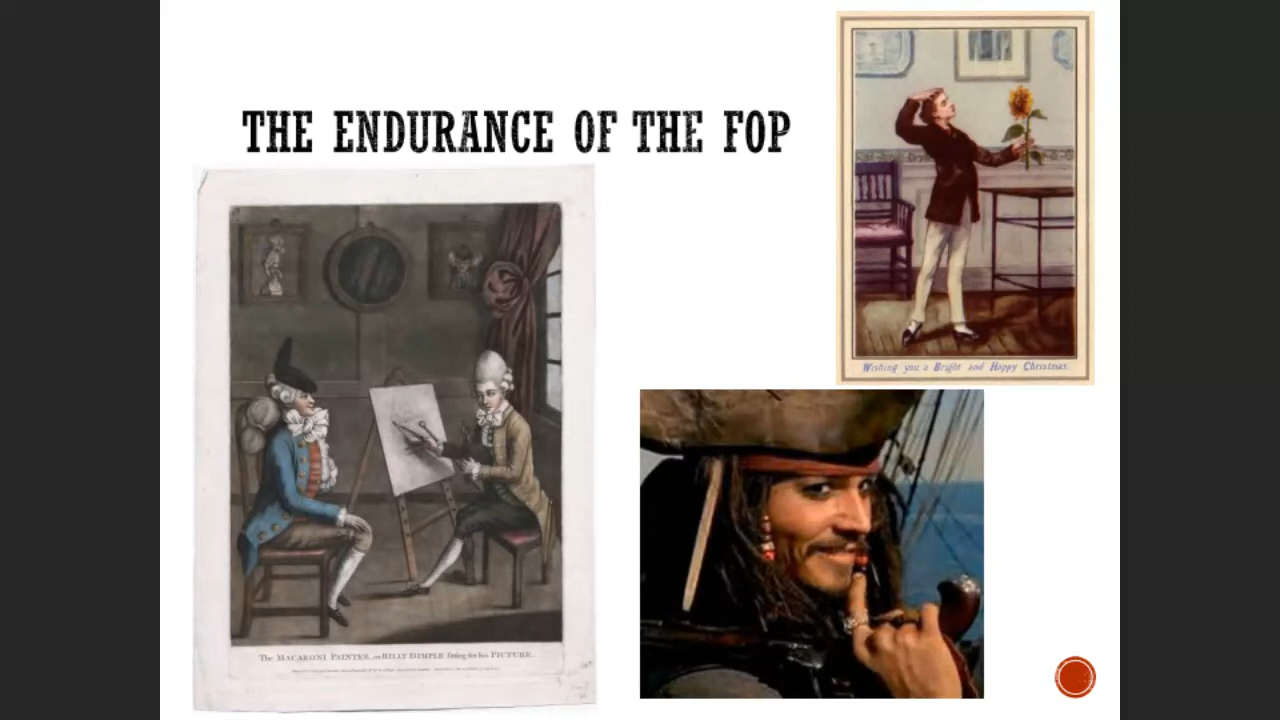 THE ENDURANCE OF THE FOP
Wishing you a Bright and Happy Christmas.
The MACARONI PAINTER, or BILLY DIMPLE sitting for his PICTURE.